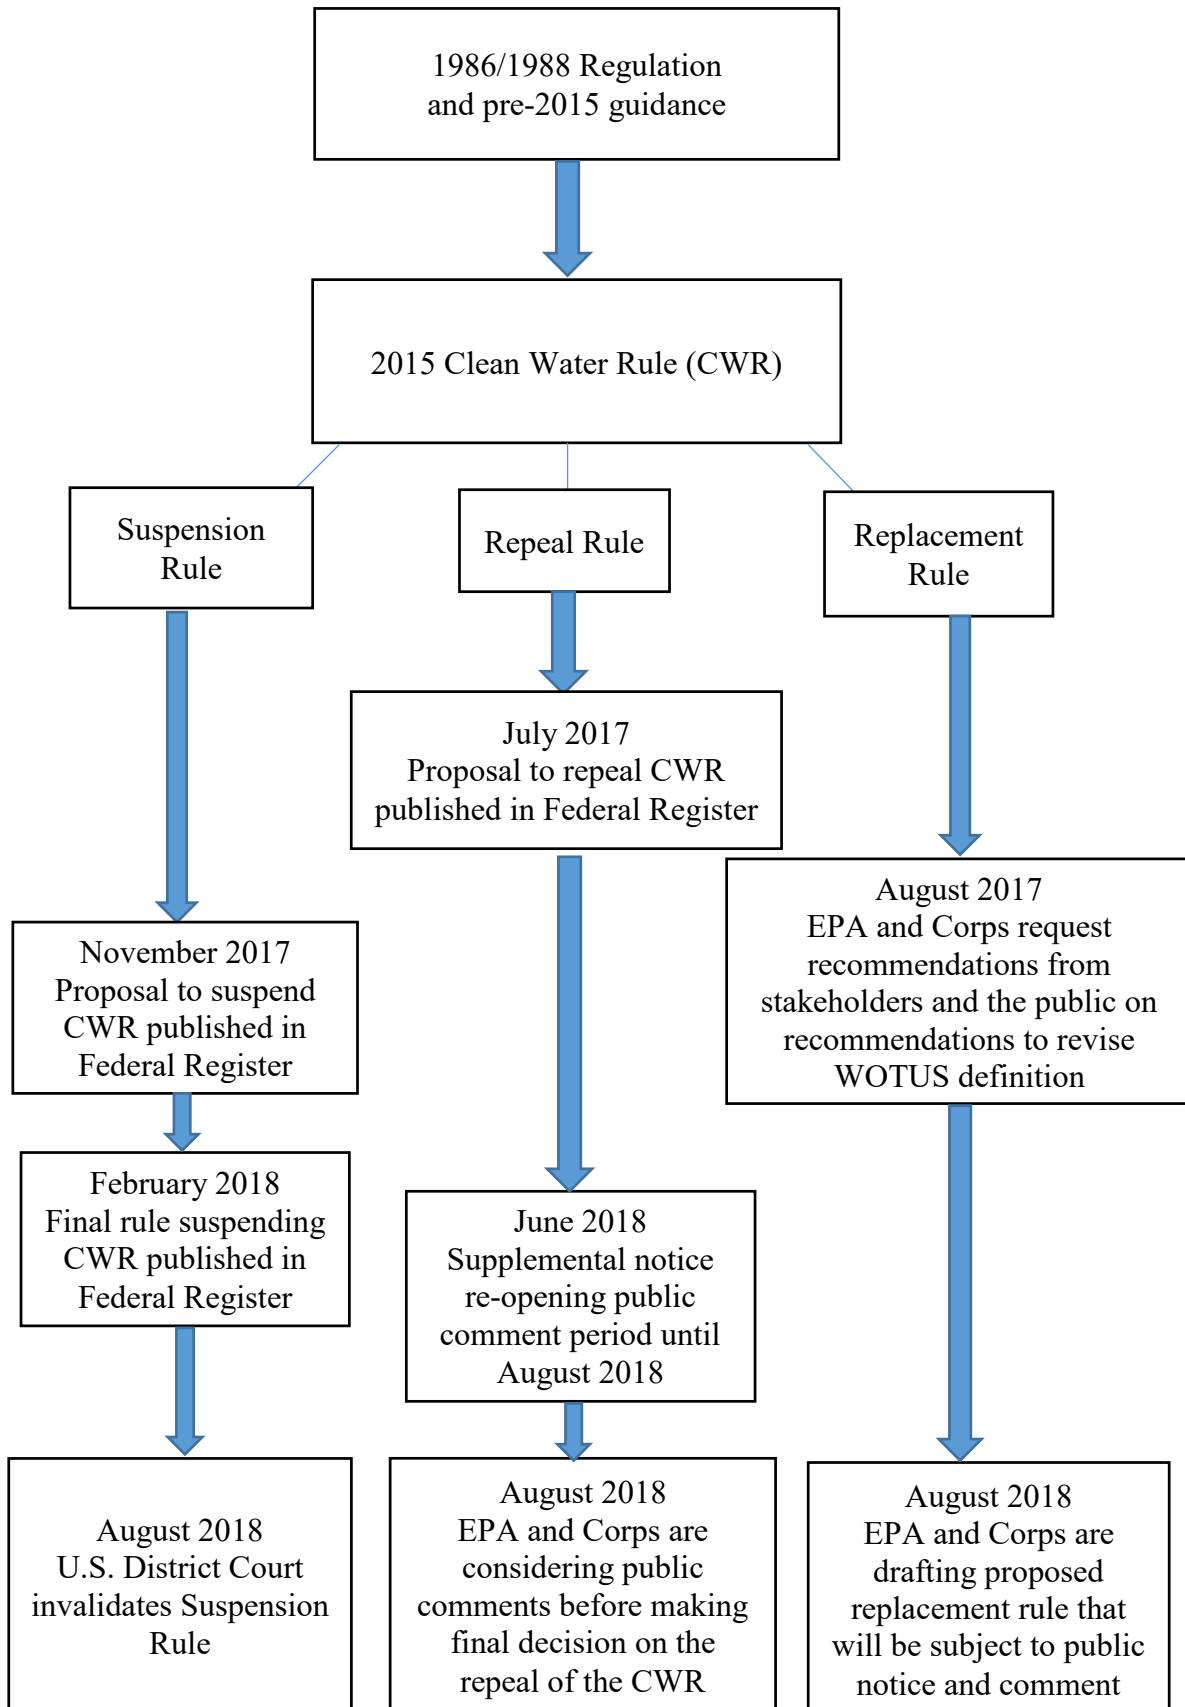 1986/1988 Regulation
and pre-2015 guidance
2015 Clean Water Rule (CWR)
Suspension
Rule
Repeal Rule
Replacement
Rule
July 2017
Proposal to repeal CWR
published in Federal Register
August 2017
EPA and Corps request
recommendations from
stakeholders and the public on
recommendations to revise
WOTUS definition
November 2017
Proposal to suspend
CWR published in
Federal Register
February 2018
Final rule suspending
CWR published in
Federal Register
June 2018
Supplemental notice
re-opening public
comment period until
August 2018
August 2018
U.S. District Court
invalidates Suspension
Rule
August 2018
EPA and Corps are
considering public
comments before making
final decision on the
repeal of the CWR
August 2018
EPA and Corps are
drafting proposed
replacement rule that
will be subject to public
notice and comment